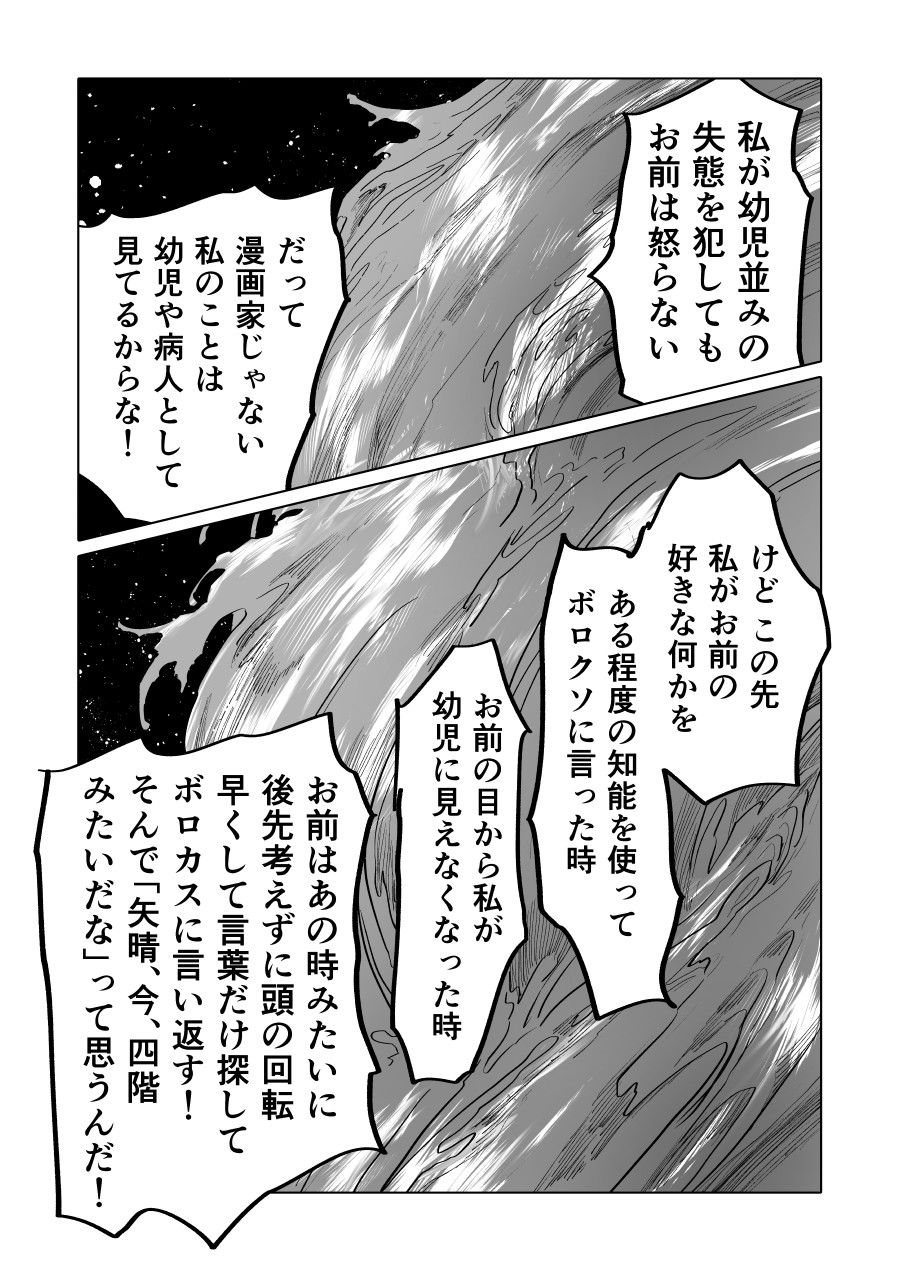 私が幼児並みの
失態を犯しても
お前は怒らない
だって
漫画家じゃない
私のことは
幼児や病人として
見てるからな！
けどこの先
私がお前の
好きな何かを
ある程度の知能を使って
ボロクソに言った時
お前の目から私が
幼児に見えなくなった時
お前はあの時みたいに
後先考えずに頭の回転
早くして言葉だけ探して
ボロカスに言い返す！
そんで「矢晴、今、四階
みたいだな」って思うんだ！